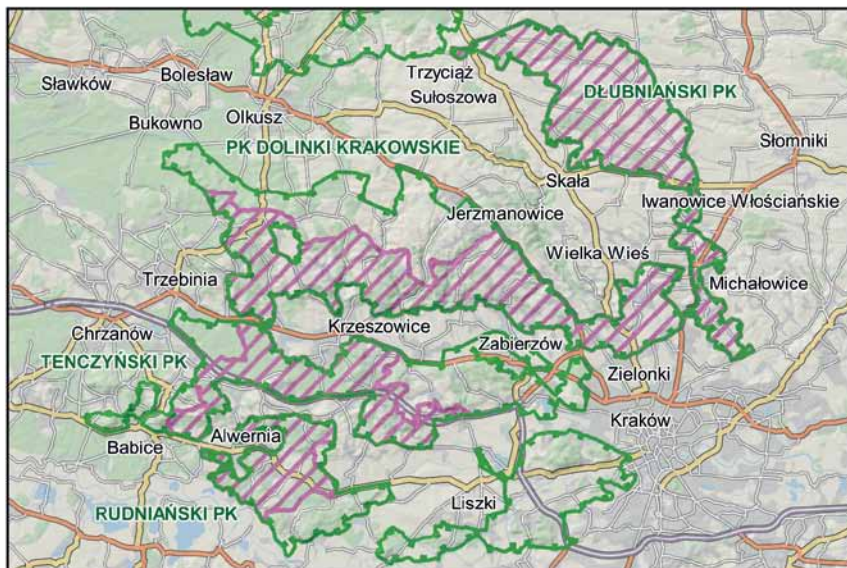 Trzyciąż
Bolesław
Sławków
Sułoszowa
DŁUBNIAŃSKI PK
Olkusz
Bukowno
Słomniki
PK DOLINKI KRAKOWSKIE
Skała
Iwanowice Włościańskie
Jerzmanowice
Wielka Wieś
Trzebinia
Michałowice
Krzeszowice
Chrzanów
Zabierzów
TENCZYŃSKI PK
Zielonki
Kraków
Alwernia
Babice
Liszki
RUDNIAŃSKI PK